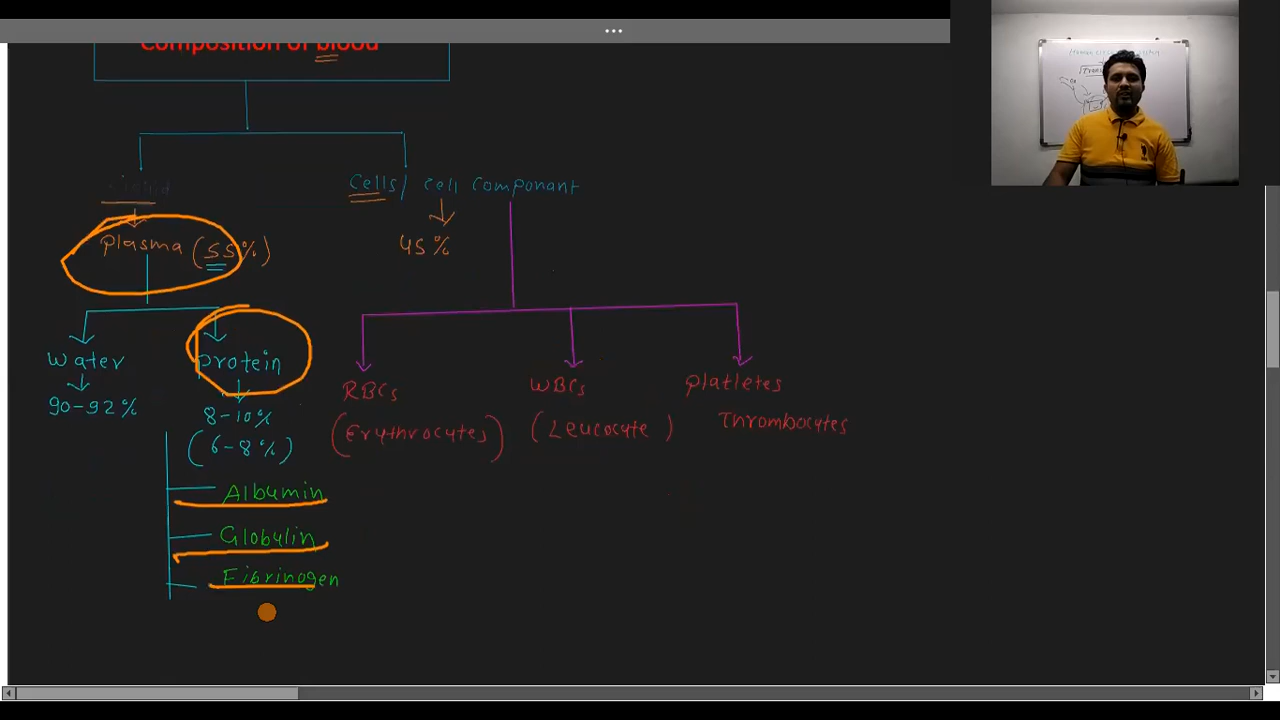 Composition of blood
Cells/ Cell Componant
Plasma (55%)
45%
Water
90-92%
Protein
8-10%
(6-8%)
RBCs
(Erythrocytes)
WBCs
(Leucocyte)
Platletes
Thrombocytes
Albumin
Globulin
Fibrinogen